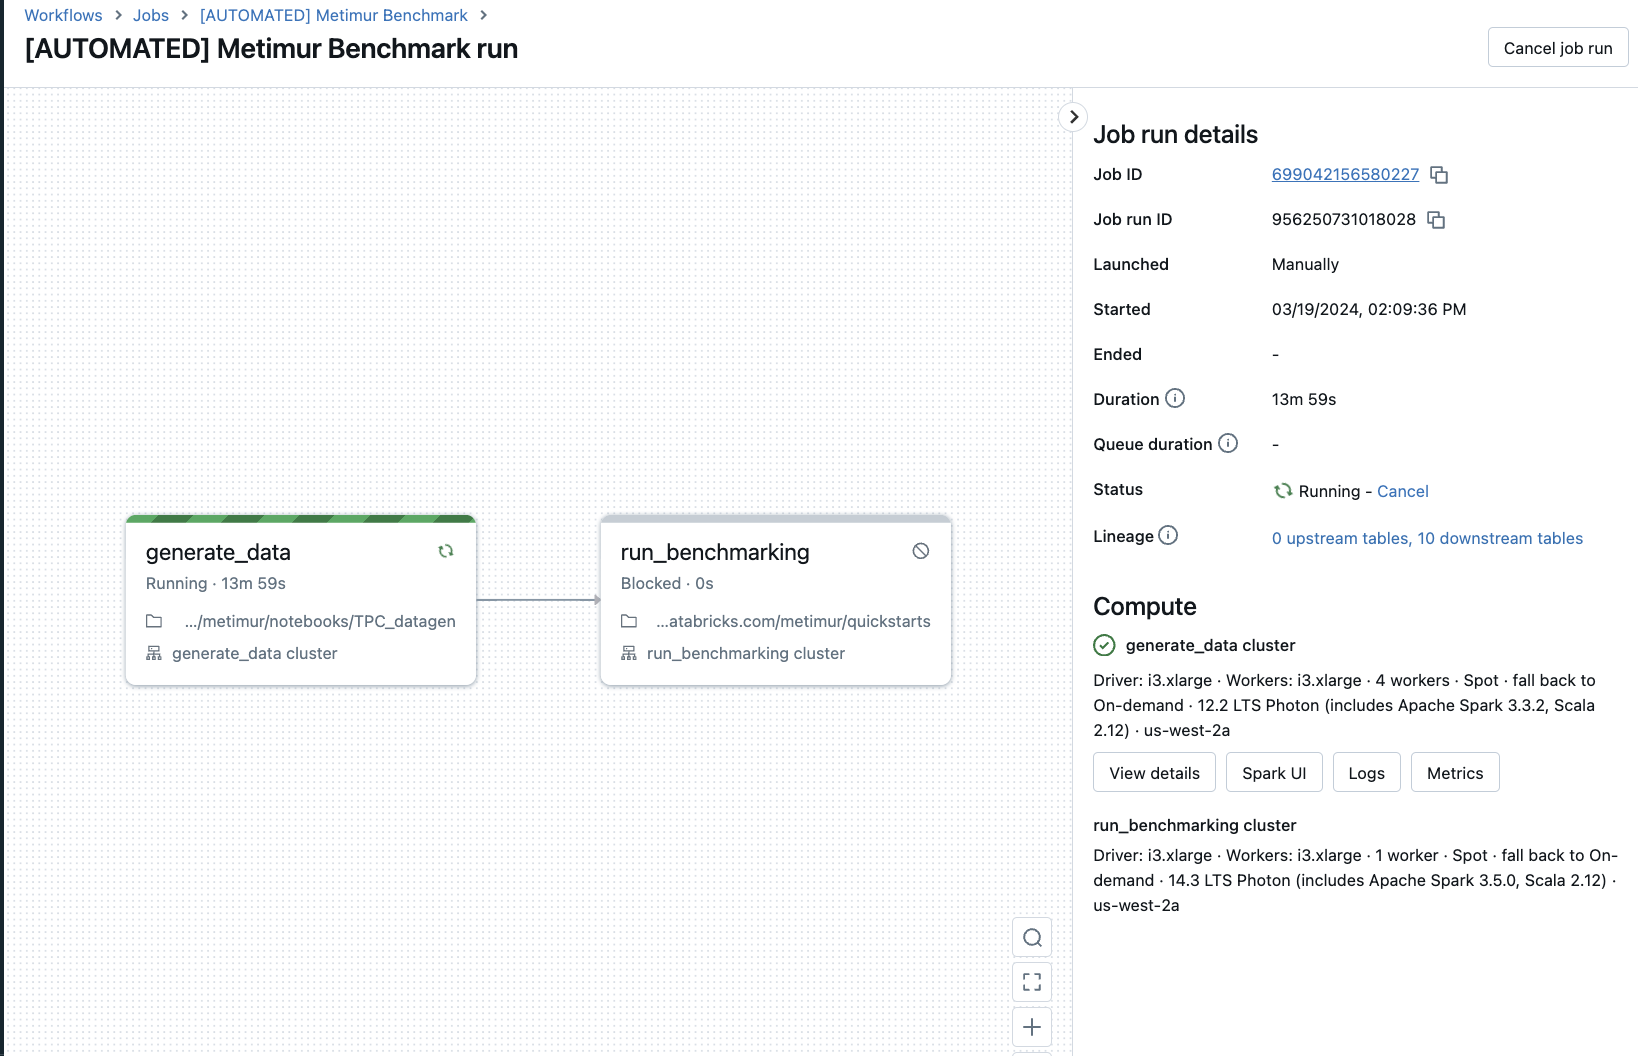 Workflows > Jobs > [AUTOMATED] Metimur Benchmark >
[AUTOMATED] Metimur Benchmark run
Cancel job run
generate_data
Running · 13m 59s
.../metimur/notebooks/TPC_datagen
generate_data cluster
run_benchmarking
Blocked · 0s
...atabricks.com/metimur/quickstarts
run_benchmarking cluster
Job run details
Job ID 699042156580227
Job run ID 956250731018028
Launched Manually
Started 03/19/2024, 02:09:36 PM
Ended -
Duration 13m 59s
Queue duration -
Status Running - Cancel
Lineage 0 upstream tables, 10 downstream tables
Compute
generate_data cluster
Driver: i3.xlarge · Workers: i3.xlarge · 4 workers · Spot · fall back to
On-demand · 12.2 LTS Photon (includes Apache Spark 3.3.2, Scala
2.12) · us-west-2a
View details Spark UI Logs Metrics
run_benchmarking cluster
Driver: i3.xlarge · Workers: i3.xlarge · 1 worker · Spot · fall back to On-
demand · 14.3 LTS Photon (includes Apache Spark 3.5.0, Scala 2.12) ·
us-west-2a